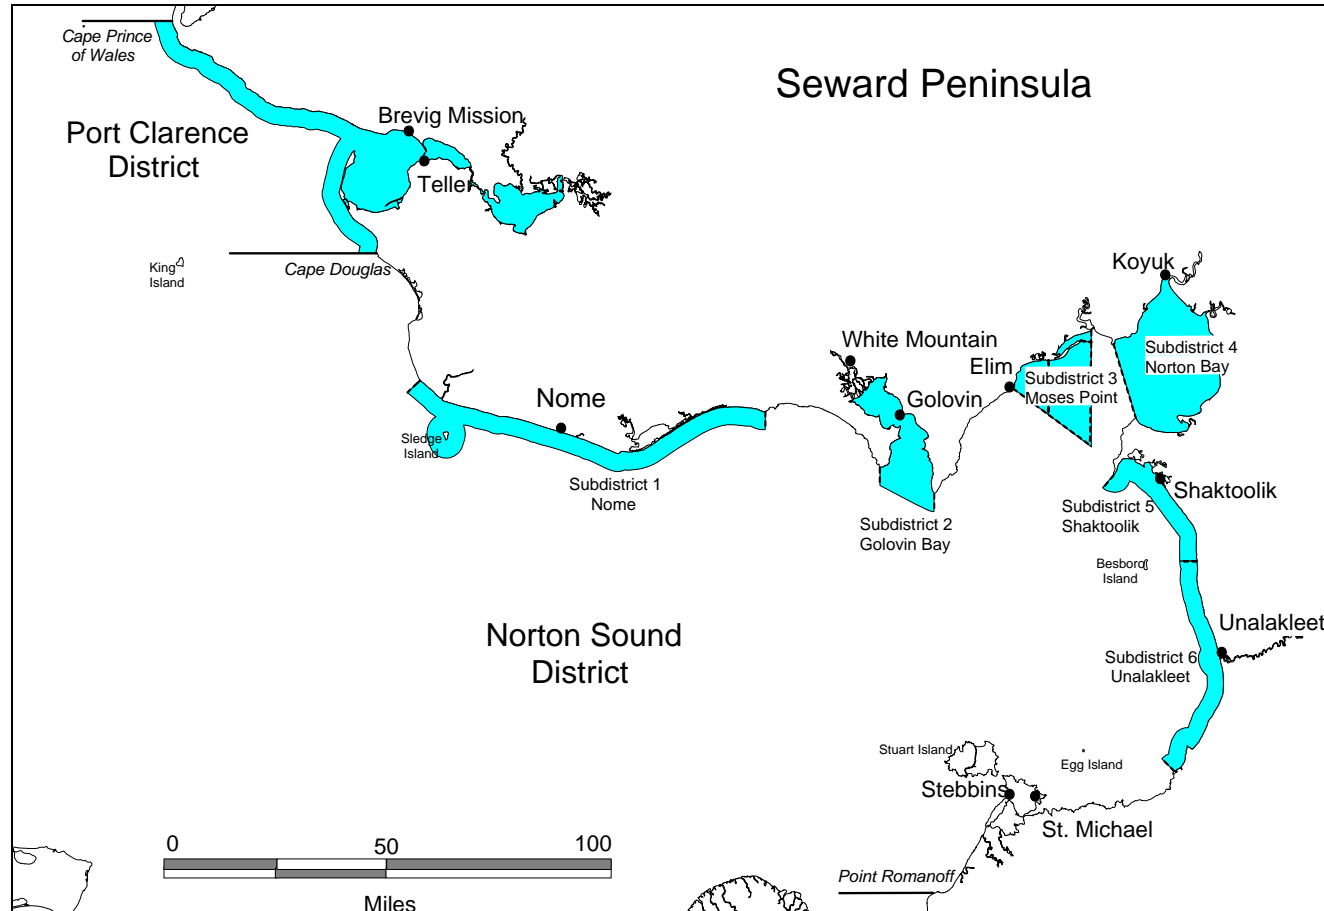 Cape Prince
of Wales
Seward Peninsula
Port Clarence
District
Brevig Mission
Teller
King
Island
Cape Douglas
Koyuk
White Mountain
Elim
Golovin
Subdistrict 4
Norton Bay
Subdistrict 3
Moses Point
Nome
Sledge
Island
Subdistrict 1
Nome
Subdistrict 2
Golovin Bay
Subdistrict 5
Shaktoolik
Shaktoolik
Besboro
Island
Norton Sound
District
Unalakleet
Subdistrict 6
Unalakleet
Stuart Island
Egg Island
Stebbins
St. Michael
Point Romanoff
0 50 100
Miles